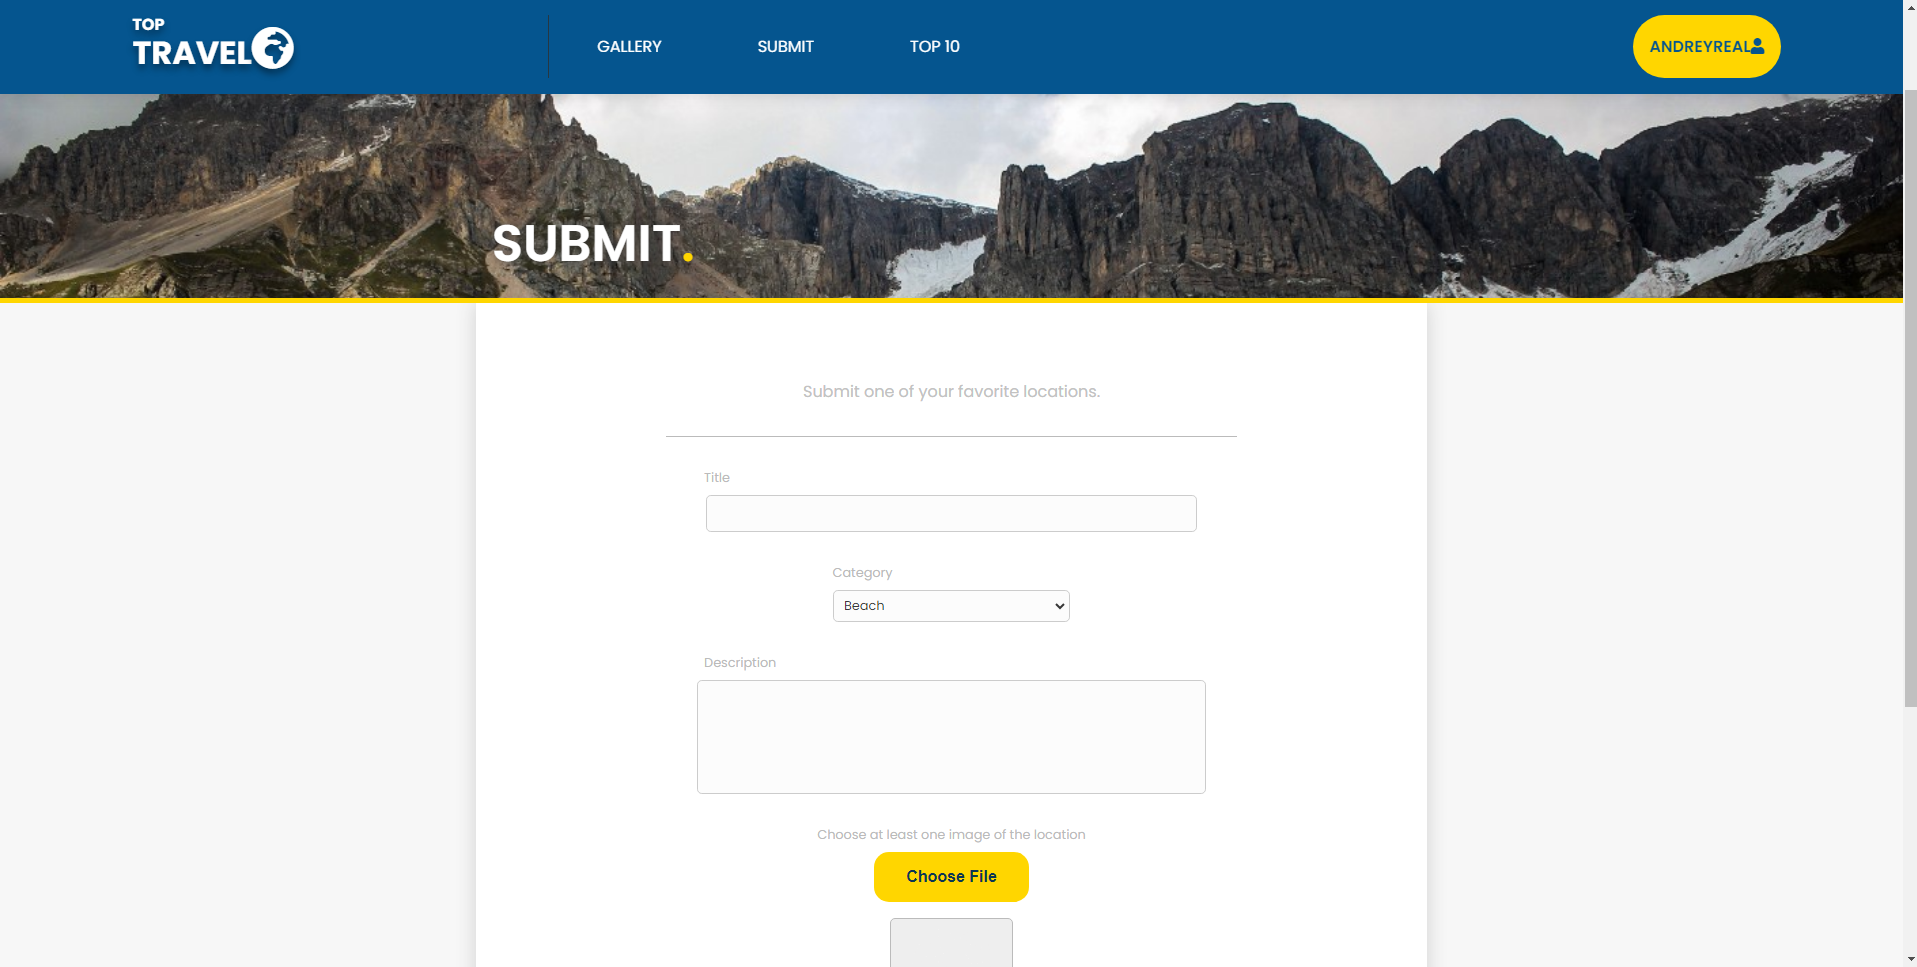 TOP
TRAVEL
GALLERY
SUBMIT
TOP 10
ANDREYREAL
SUBMIT.
Submit one of your favorite locations.
Title
Category
Beach
Description
Choose at least one image of the location
Choose File